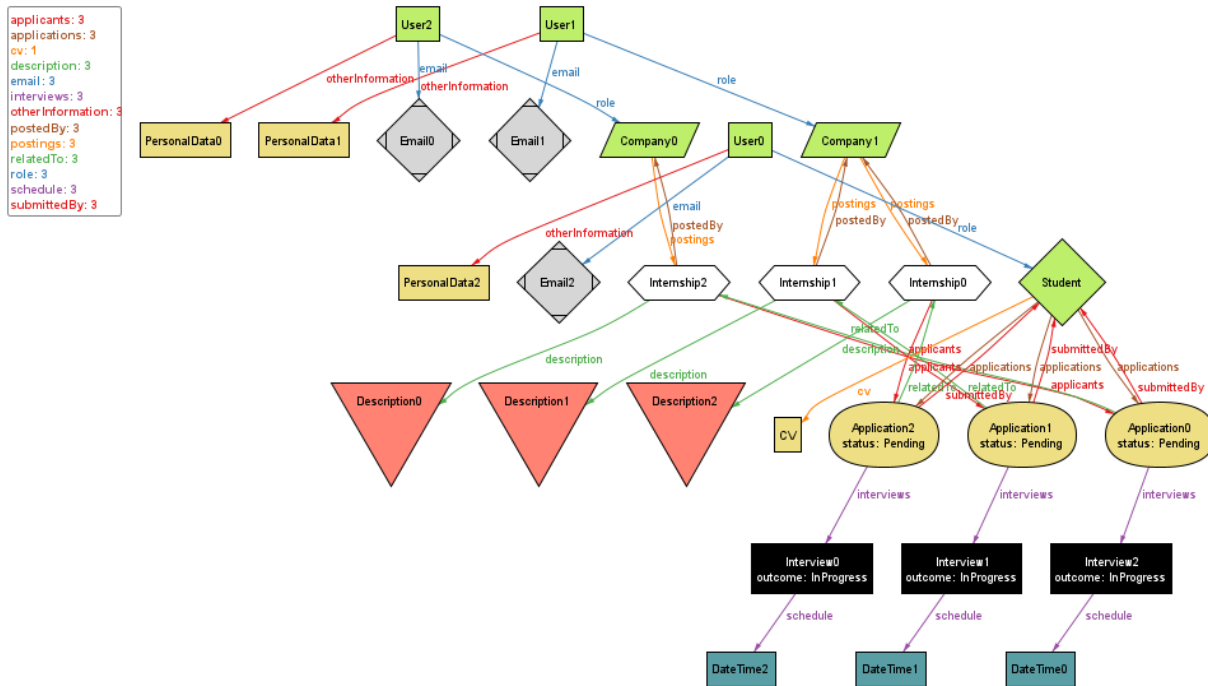 applicants: 3
applications: 3
cv: 1
description: 3
email: 3
interviews: 3
otherInformation: 3
postedBy: 3
postings: 3
relatedTo: 3
role: 3
schedule: 3
submittedBy: 3
User2
User1
email
email
otherInformation
otherInformation
role
role
PersonalData0
PersonalData1
Email0
Email1
Company0
User0
Company1
email
postings
postings
postedBy
postedBy
postings
otherInformation
role
PersonalData2
Email2
Internship2
Internship1
Internship0
Student
relatedTo
description
applicants
submittedBy
description
description
applicants
applications
applications
applications
cv
relatedTo
relatedTo
submittedBy
applicants
submittedBy
Description0
Description1
Description2
CV
Application2
status: Pending
Application1
status: Pending
Application0
status: Pending
interviews
interviews
interviews
Interview0
outcome: InProgress
Interview1
outcome: InProgress
Interview2
outcome: InProgress
schedule
schedule
schedule
DateTime2
DateTime1
DateTime0